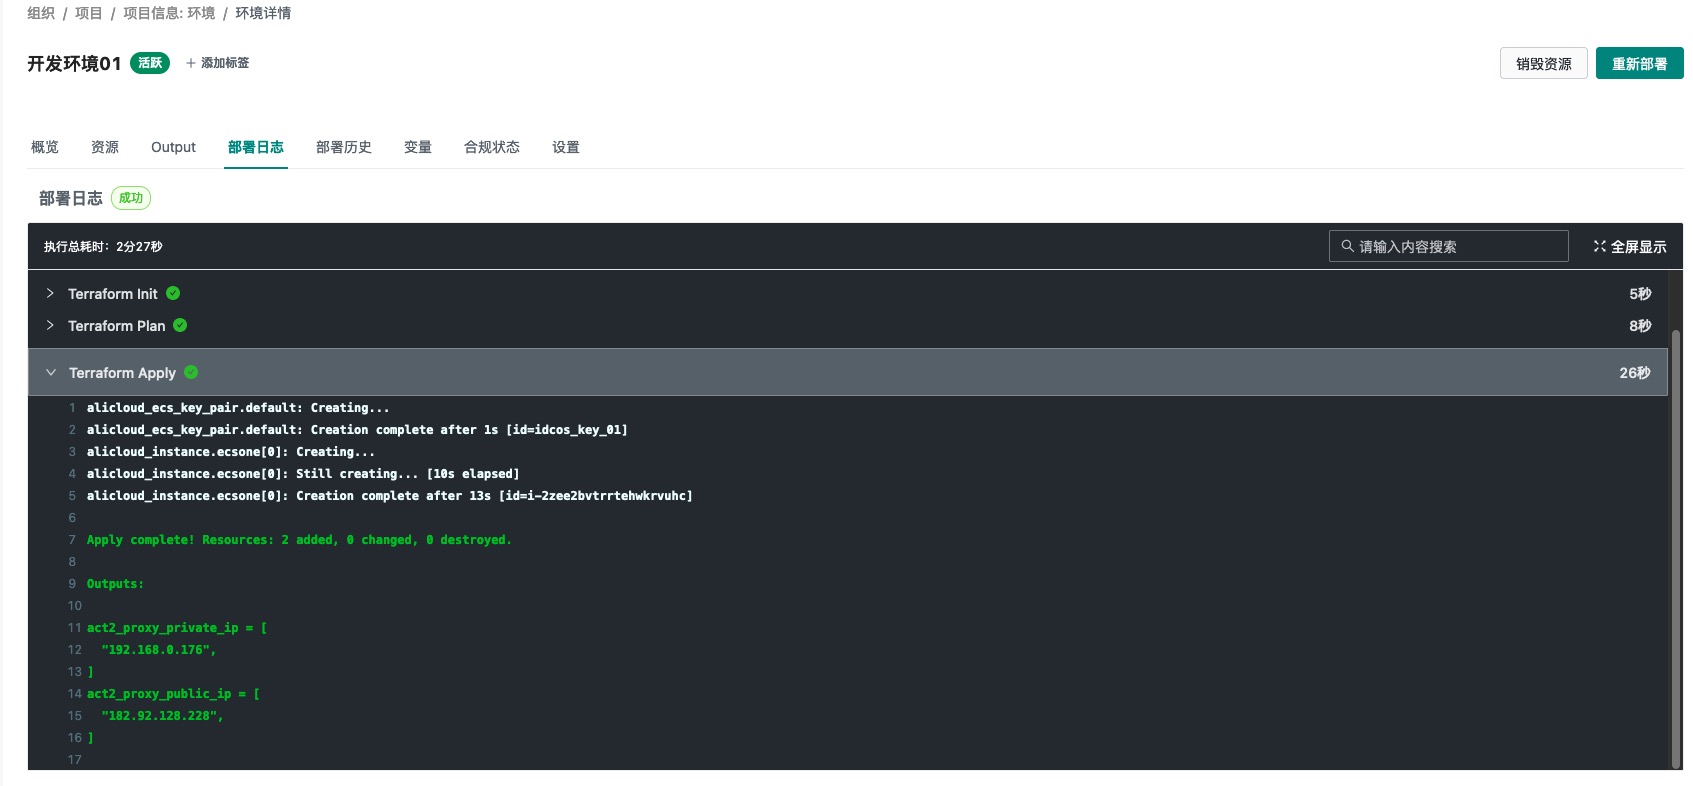 组织 / 项目 / 项目信息: 环境 / 环境详情
开发环境01 活跃 + 添加标签 销毁资源 重新部署
概览 资源 Output 部署日志 部署历史 变量 合规状态 设置
部署日志 成功
执行总耗时: 2分27秒 请输入内容搜索 全屏显示
Terraform Init 5秒
Terraform Plan 8秒
Terraform Apply 26秒
1 alicloud_ecs_key_pair.default: Creating...
2 alicloud_ecs_key_pair.default: Creation complete after 1s [id=idcos_key_01]
3 alicloud_instance.ecsone[0]: Creating...
4 alicloud_instance.ecsone[0]: Still creating... [10s elapsed]
5 alicloud_instance.ecsone[0]: Creation complete after 13s [id=i-2zee2bvtrrtehwkrvuhc]
6
7 Apply complete! Resources: 2 added, 0 changed, 0 destroyed.
8
9 Outputs:
10
11 act2_proxy_private_ip = [
12 "192.168.0.176",
13 ]
14 act2_proxy_public_ip = [
15 "182.92.128.228",
16 ]
17